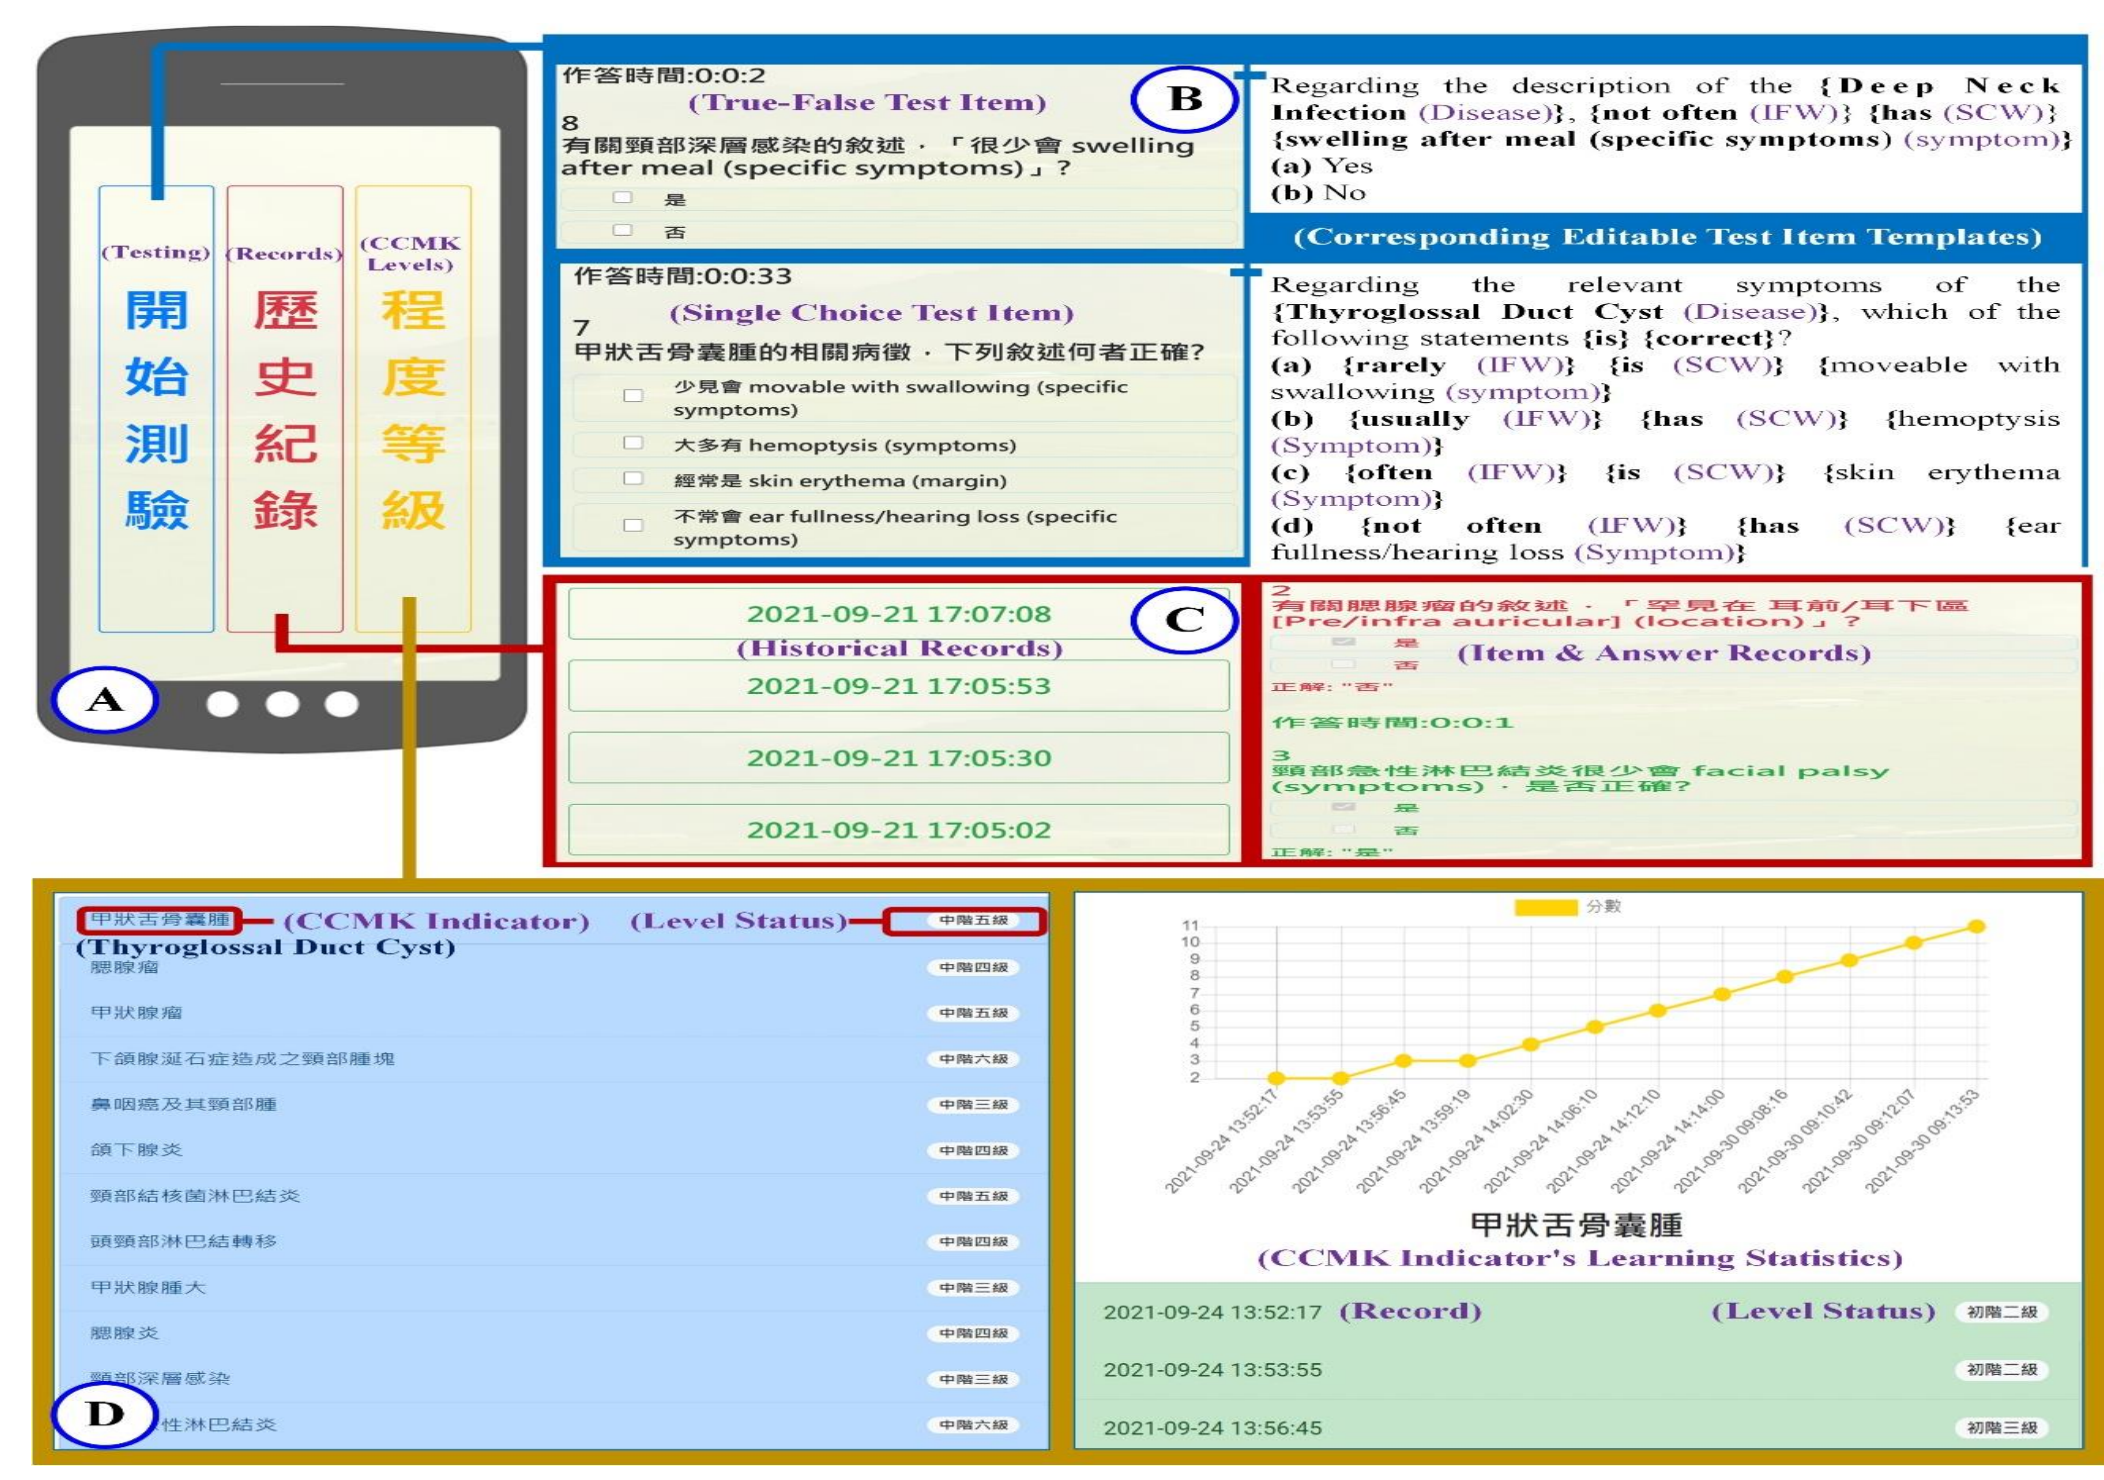 (Testing)
開始測驗
(Records)
歷史紀錄
(CCMK
Levels)
程度等級
A
作答時間:0:0:2
(True-False Test Item)
B
8
有關頸部深層感染的敘述，「很少會 swelling
after meal (specific symptoms)」?
是
否
Regarding the description of the {Deep Neck
Infection (Disease)}, {not often (IFW)} {has (SCW)}
{swelling after meal (specific symptoms) (symptom)}
(a) Yes
(b) No
(Corresponding Editable Test Item Templates)
作答時間:0:0:33
(Single Choice Test Item)
7
甲狀舌骨囊腫的相關病徵，下列敘述何者正確?
少見會 movable with swallowing (specific
symptoms)
大多有 hemoptysis (symptoms)
經常是 skin erythema (margin)
不常會 ear fullness/hearing loss (specific
symptoms)
Regarding the relevant symptoms of the
{Thyroglossal Duct Cyst (Disease)}, which of the
following statements {is} {correct}?
(a) {rarely (IFW)} {is (SCW)} {moveable with
swallowing (symptom)}
(b) {usually (IFW)} {has (SCW)} {hemoptysis
(Symptom)}
(c) {often (IFW)} {is (SCW)} {skin erythema
(Symptom)}
(d) {not often (IFW)} {has (SCW)} {ear
fullness/hearing loss (Symptom)}
2021-09-21 17:07:08
C
(Historical Records)
2021-09-21 17:05:53
2021-09-21 17:05:30
2021-09-21 17:05:02
2
有關腮腺瘤的敘述，「罕見在 耳前/耳下區
[Pre/infra auricular] (location)」?
是
(Item & Answer Records)
否
正解: "否"
作答時間:0:0:1
3
頸部急性淋巴結炎很少會 facial palsy
(symptoms)，是否正確?
是
否
正解: "是"
甲狀舌骨囊腫 (CCMK Indicator) (Level Status) 中階五級
(Thyroglossal Duct Cyst)
腮腺瘤 中階四級
甲狀腺瘤 中階五級
下頜腺涎石症造成之頸部腫塊 中階六級
鼻咽癌及其頸部腫 中階三級
頜下腺炎 中階四級
頸部結核菌淋巴結炎 中階五級
頭頸部淋巴結轉移 中階四級
甲狀腺腫大 中階三級
腮腺炎 中階四級
頸部深層感染 中階三級
D
性淋巴結炎 中階六級
分數
11
10
9
8
7
6
5
4
3
2
2021-09-24 13:52:17
2021-09-24 13:53:55
2021-09-24 13:56:45
2021-09-24 13:59:19
2021-09-24 14:02:30
2021-09-24 14:06:10
2021-09-24 14:12:10
2021-09-24 14:14:00
2021-09-30 09:08:16
2021-09-30 09:10:42
2021-09-30 09:12:07
2021-09-30 09:13:53
甲狀舌骨囊腫
(CCMK Indicator's Learning Statistics)
2021-09-24 13:52:17 (Record) (Level Status) 初階二級
2021-09-24 13:53:55 初階二級
2021-09-24 13:56:45 初階三級